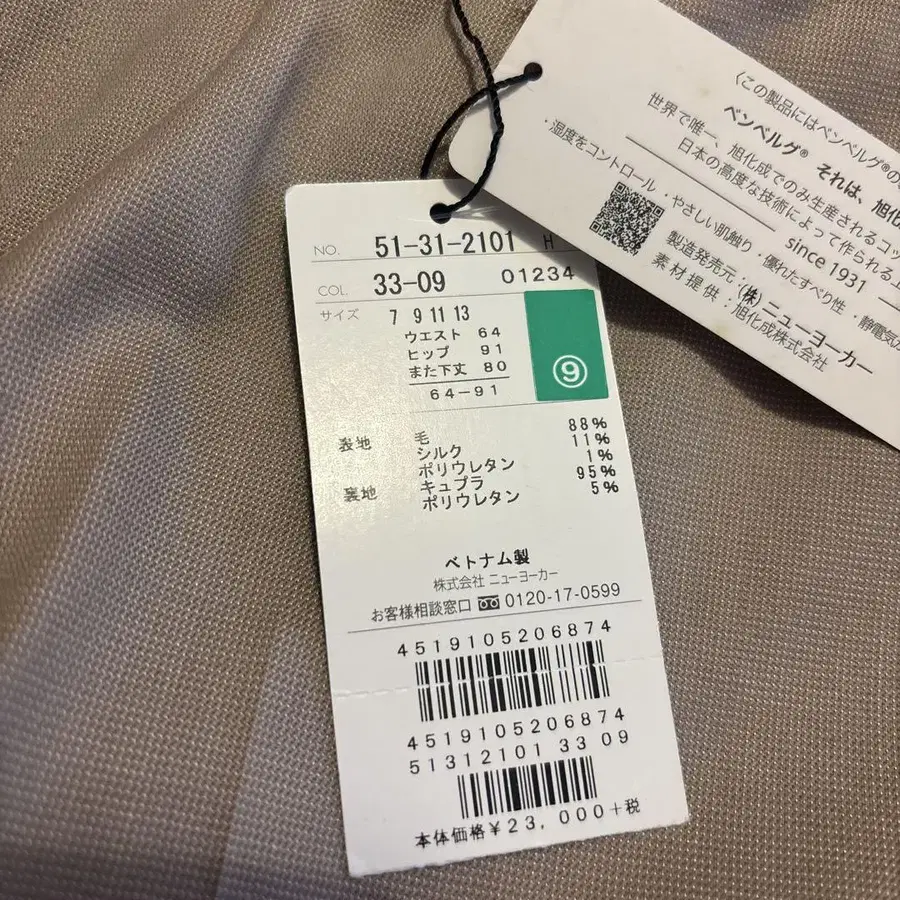 〈この製品にはベンベルグ®の
ベンベルグ® それは、旭化
世界で唯一、旭化成でのみ生産されるコッ
日本の高度な技術によって作られる上
since 1931
・湿度をコントロール ・やさしい肌触り ・優れたすべり性 ・静電気が
製造発売元：(株)ニューヨーカー
素材提供：旭化成株式会社
NO. 51-31-2101 H
COL. 33-09 01234
サイズ 7 9 11 13
ウエスト 64
ヒップ 91
また下丈 80
64-91
⑨
表地 毛 88%
シルク 11%
ポリウレタン 1%
裏地 キュプラ 95%
ポリウレタン 5%
ベトナム製
株式会社 ニューヨーカー
お客様相談窓口 0120-17-0599
4519105206874
4519105206874
51312101 33 09
本体価格¥23,000+税